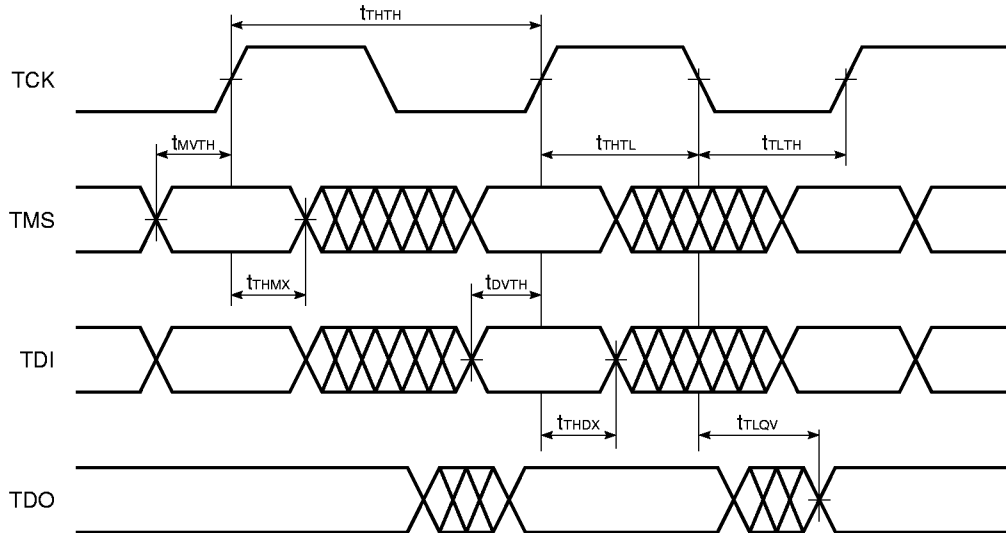 tTHTH
TCK
tMVTH
tTHTL
tTLTH
TMS
tTHMX
tDVTH
TDI
tTHDX
tTLQV
TDO